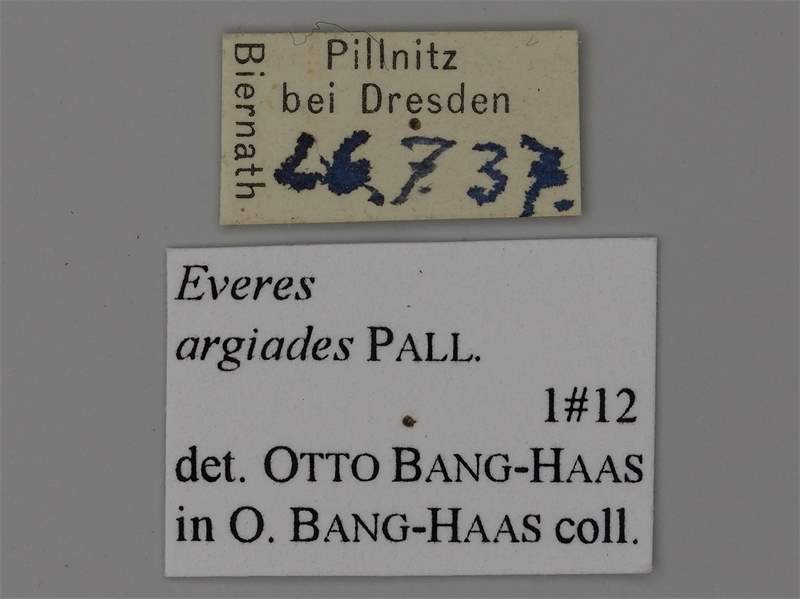 Biernath
Pillnitz
bei Dresden
26.7.37.
Everes
argiades PALL.
1#12
det. OTTO BANG-HAAS
in O. BANG-HAAS coll.